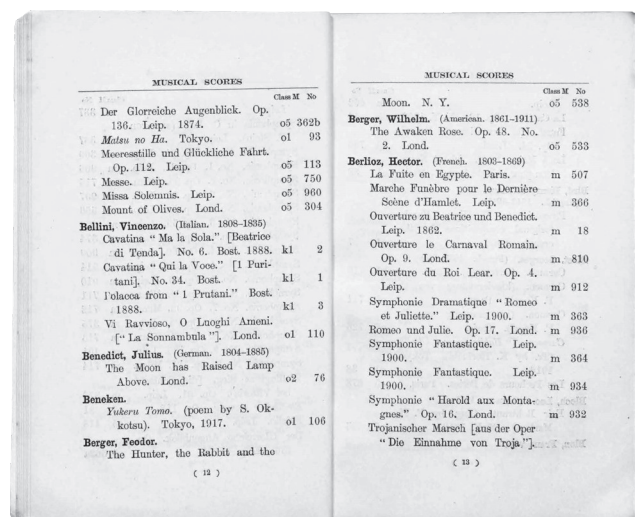 MUSICAL SCORES
Class M No
Der Glorreiche Augenblick. Op.
136. Leip. 1874. o5 362b
Matsu no Ha. Tokyo. o1 93
Meeresstille und Glückliche Fahrt.
Op. 112. Leip. o5 113
Messe. Leip. o5 750
Missa Solemnis. Leip. o5 960
Mount of Olives. Lond. o5 304
Bellini, Vincenzo. (Italian. 1808-1835)
Cavatina " Ma la Sola." [Beatrice
di Tenda]. No. 6. Bost. 1888. k1 2
Cavatina " Qui la Voce." [1 Puri-
tani]. No. 34. Bost. k1 1
Polacca from " 1 Prutani." Bost.
1888. k1 3
Vi Ravvioso, O Luoghi Ameni.
[" La Sonnambula "]. Lond. o1 110
Benedict, Julius. (German. 1804-1885)
The Moon has Raised Lamp
Above. Lond. o2 76
Beneken.
Yukeru Tomo. (poem by S. Ok-
kotsu). Tokyo, 1917. o1 106
Berger, Feodor.
The Hunter, the Rabbit and the
( 12 )
MUSICAL SCORES
Class M No
Moon. N. Y. o5 538
Berger, Wilhelm. (American. 1861-1911)
The Awaken Rose. Op. 48. No.
2. Lond. o5 533
Berlioz, Hector. (French. 1803-1869)
La Fuite en Egypte. Paris. m 507
Marche Funèbre pour le Dernière
Scène d'Hamlet. Leip. m 366
Ouverture zu Beatrice und Benedict.
Leip. 1862. m 18
Ouverture le Carnaval Romain.
Op. 9. Lond. m 810
Ouverture du Roi Lear. Op. 4.
Leip. m 912
Symphonie Dramatique " Romeo
et Juliette." Leip. 1900. m 363
Romeo und Julie. Op. 17. Lond. m 936
Symphonie Fantastique. Leip.
1900. m 364
Symphonie Fantastique. Leip.
1900. m 934
Symphonie " Harold aux Monta-
gnes." Op. 16. Lond. m 932
Trojanischer Marsch [aus der Oper
" Die Einnahme von Troja "].
( 13 )